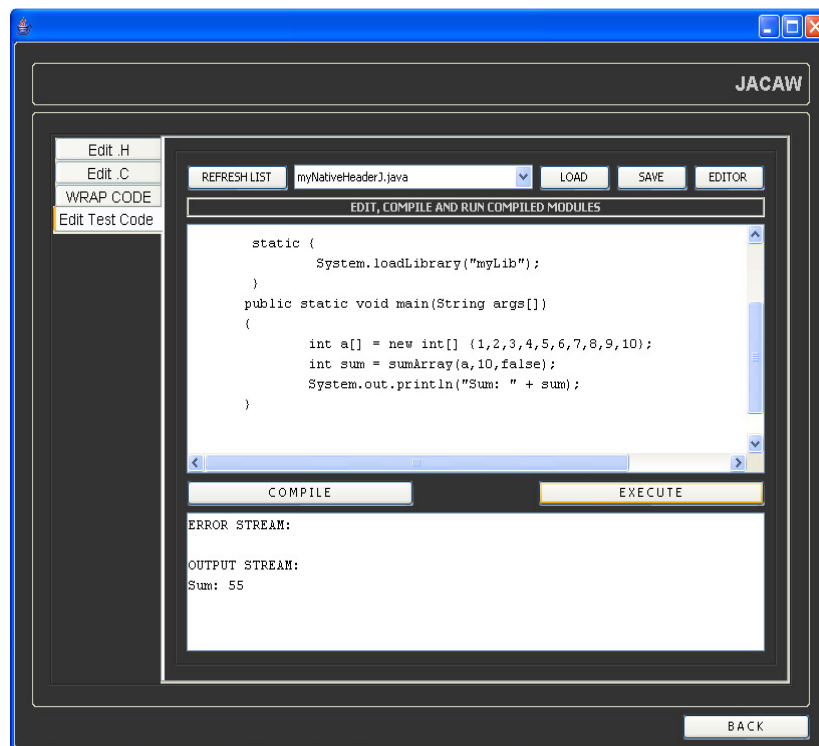 JACAW
Edit .H
Edit .C
WRAP CODE
Edit Test Code
REFRESH LIST myNativeHeaderJ.java LOAD SAVE EDITOR
EDIT, COMPILE AND RUN COMPILED MODULES
static {
System.loadLibrary("myLib");
}
public static void main(String args[])
{
int a[] = new int[] {1,2,3,4,5,6,7,8,9,10};
int sum = sumArray(a,10,false);
System.out.println("Sum: " + sum);
}
COMPILE EXECUTE
ERROR STREAM:
OUTPUT STREAM:
Sum: 55
BACK